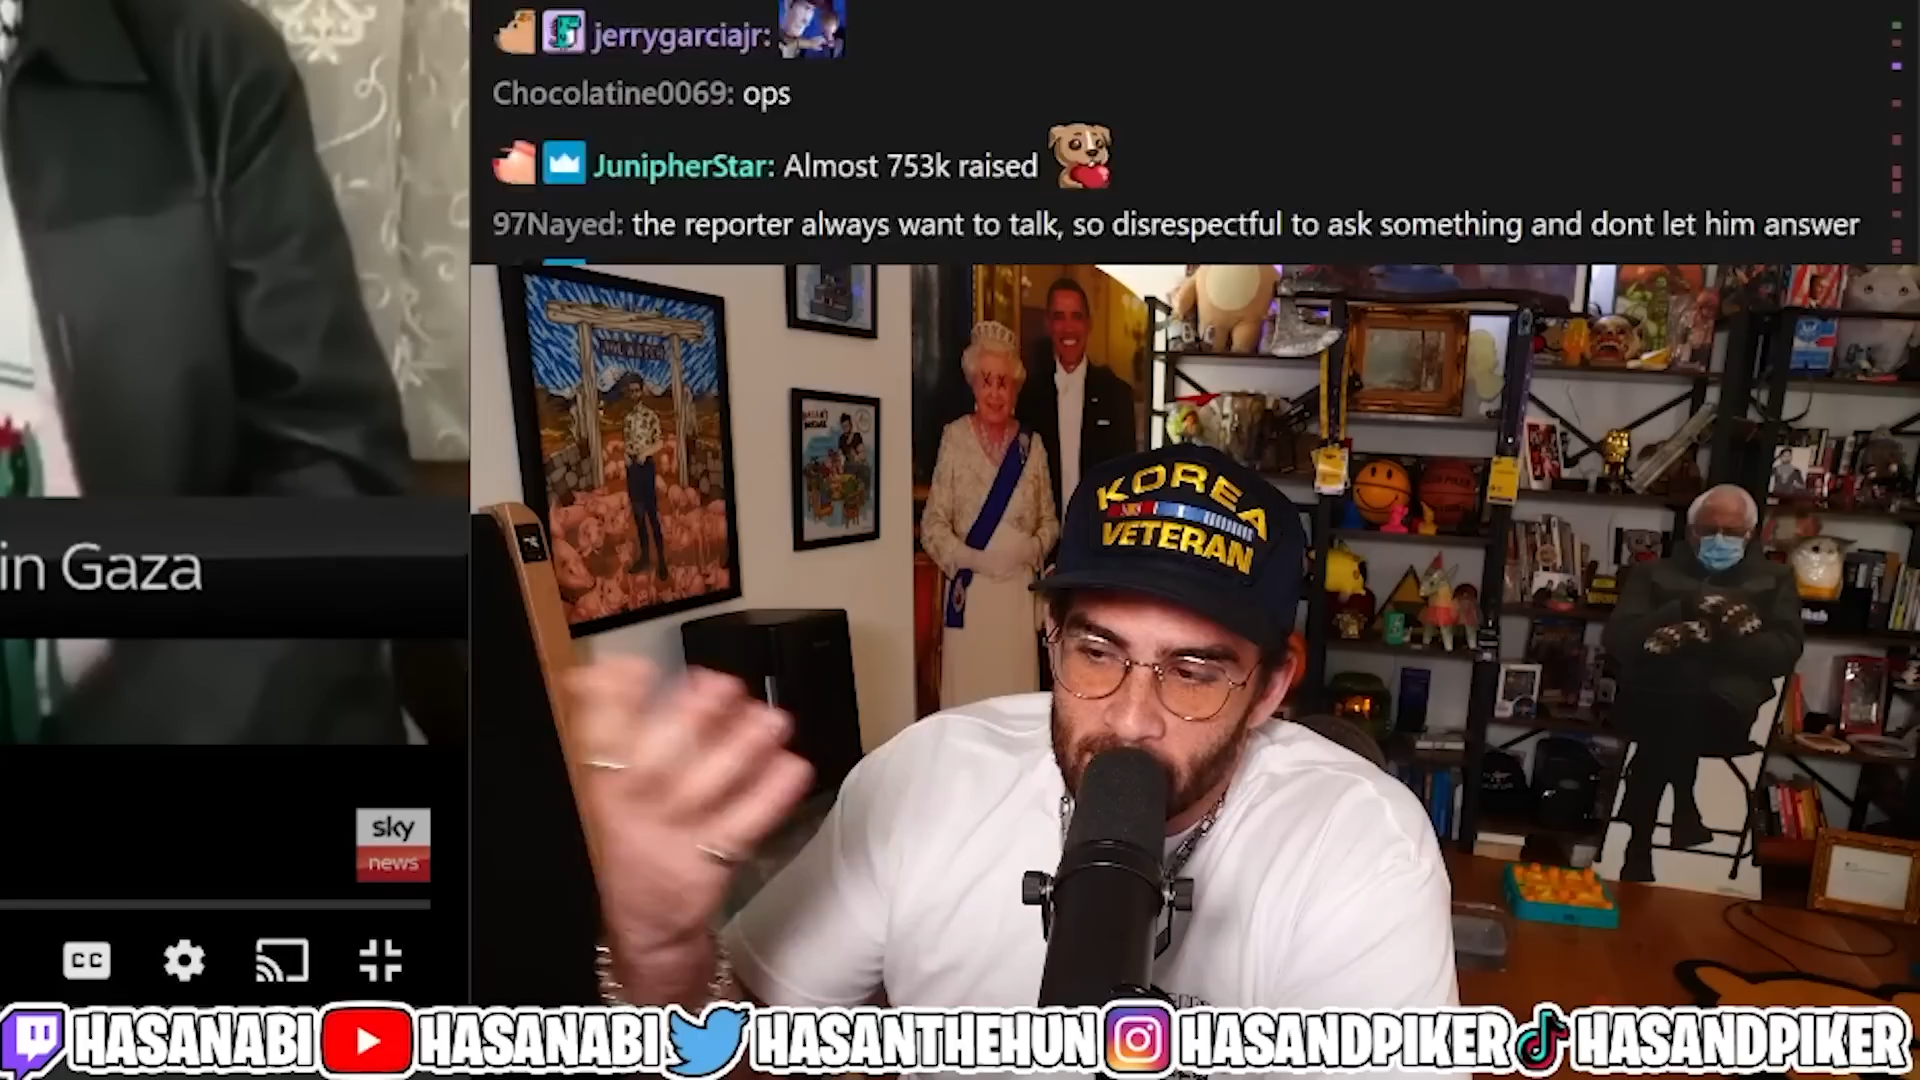 jerrygarciajr:
Chocolatine0069: ops
JunipherStar: Almost 753k raised
97Nayed: the reporter always want to talk, so disrespectful to ask something and dont let him answer
in Gaza
KOREA
VETERAN
sky
news
CC
HASANABI HASANABI HASANTHEHUN HASANDPIKER HASANDPIKER